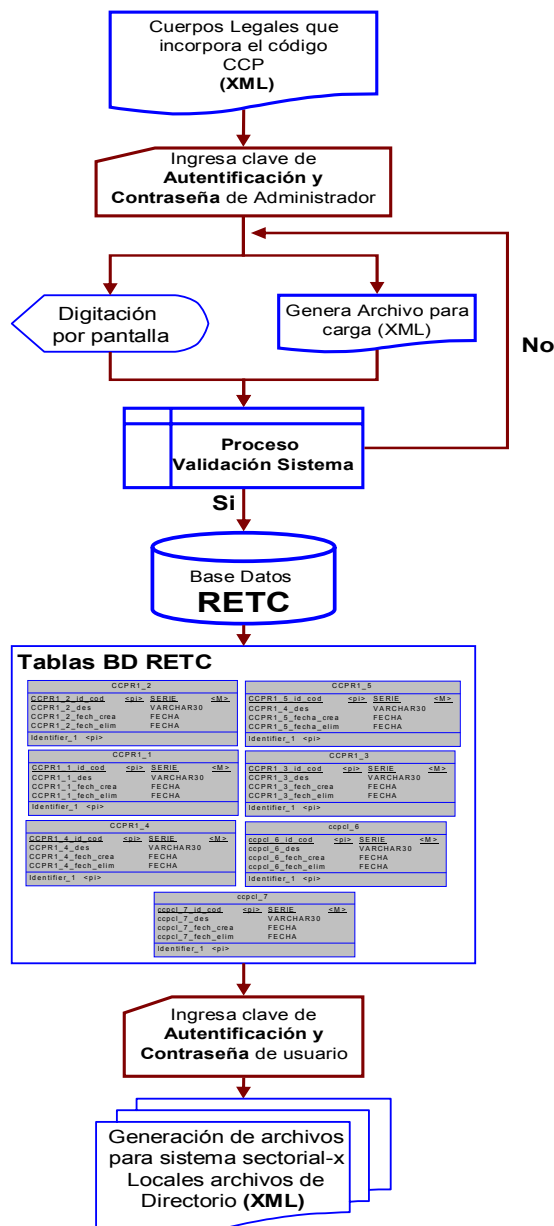 Cuerpos Legales que
incorpora el código
CCP
(XML)
Ingresa clave de
Autentificación y
Contraseña de Administrador
Digitación
por pantalla
Genera Archivo para
carga (XML)
No
Proceso
Validación Sistema
Si
Base Datos
RETC
Tablas BD RETC
CCPR1_2
CCPR1_2_id_cod <pi> SERIE <M>
CCPR1_2_des VARCHAR30
CCPR1_2_fech_crea FECHA
CCPR1_2_fech_elim FECHA
Identifier_1 <pi>
CCPR1_5
CCPR1_5_id_cod <pi> SERIE <M>
CCPR1_4_des VARCHAR30
CCPR1_5_fecha_crea FECHA
CCPR1_5_fecha_elim FECHA
Identifier_1 <pi>
CCPR1_1
CCPR1_1_id_cod <pi> SERIE <M>
CCPR1_1_des VARCHAR30
CCPR1_1_fech_crea FECHA
CCPR1_1_fech_elim FECHA
Identifier_1 <pi>
CCPR1_3
CCPR1_3_id_cod <pi> SERIE <M>
CCPR1_3_des VARCHAR30
CCPR1_3_fech_crea FECHA
CCPR1_3_fech_elim FECHA
Identifier_1 <pi>
CCPR1_4
CCPR1_4_id_cod <pi> SERIE <M>
CCPR1_4_des VARCHAR30
CCPR1_4_fech_crea FECHA
CCPR1_4_fech_elim FECHA
Identifier_1 <pi>
ccpcl_6
ccpcl_6_id_cod <pi> SERIE <M>
ccpcl_6_des VARCHAR30
ccpcl_6_fech_crea FECHA
ccpcl_6_fech_elim FECHA
Identifier_1 <pi>
ccpcl_7
ccpcl_7_id_cod <pi> SERIE <M>
ccpcl_7_des VARCHAR30
ccpcl_7_fech_crea FECHA
ccpcl_7_fech_elim FECHA
Identifier_1 <pi>
Ingresa clave de
Autentificación y
Contraseña de usuario
Generación de archivos
para sistema sectorial-x
Locales archivos de
Directorio (XML)